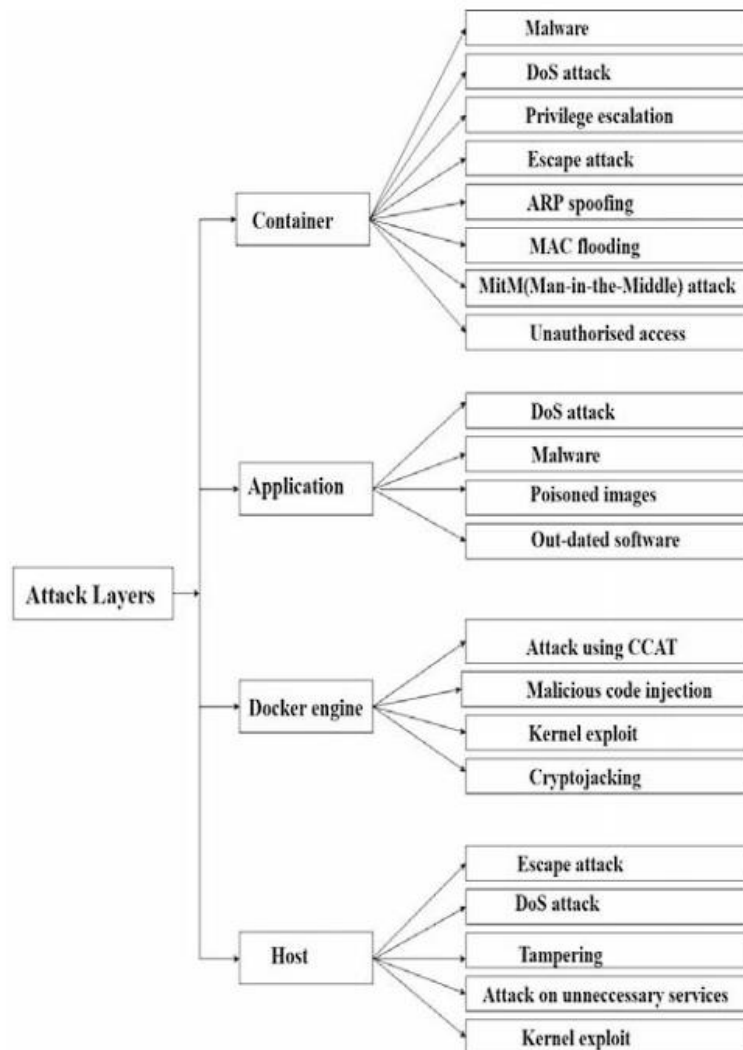 Malware
DoS attack
Privilege escalation
Escape attack
ARP spoofing
MAC flooding
MitM(Man-in-the-Middle) attack
Unauthorised access
Container
DoS attack
Malware
Poisoned images
Out-dated software
Application
Attack Layers
Attack using CCAT
Malicious code injection
Kernel exploit
Cryptojacking
Docker engine
Escape attack
DoS attack
Tampering
Attack on unneccessary services
Kernel exploit
Host